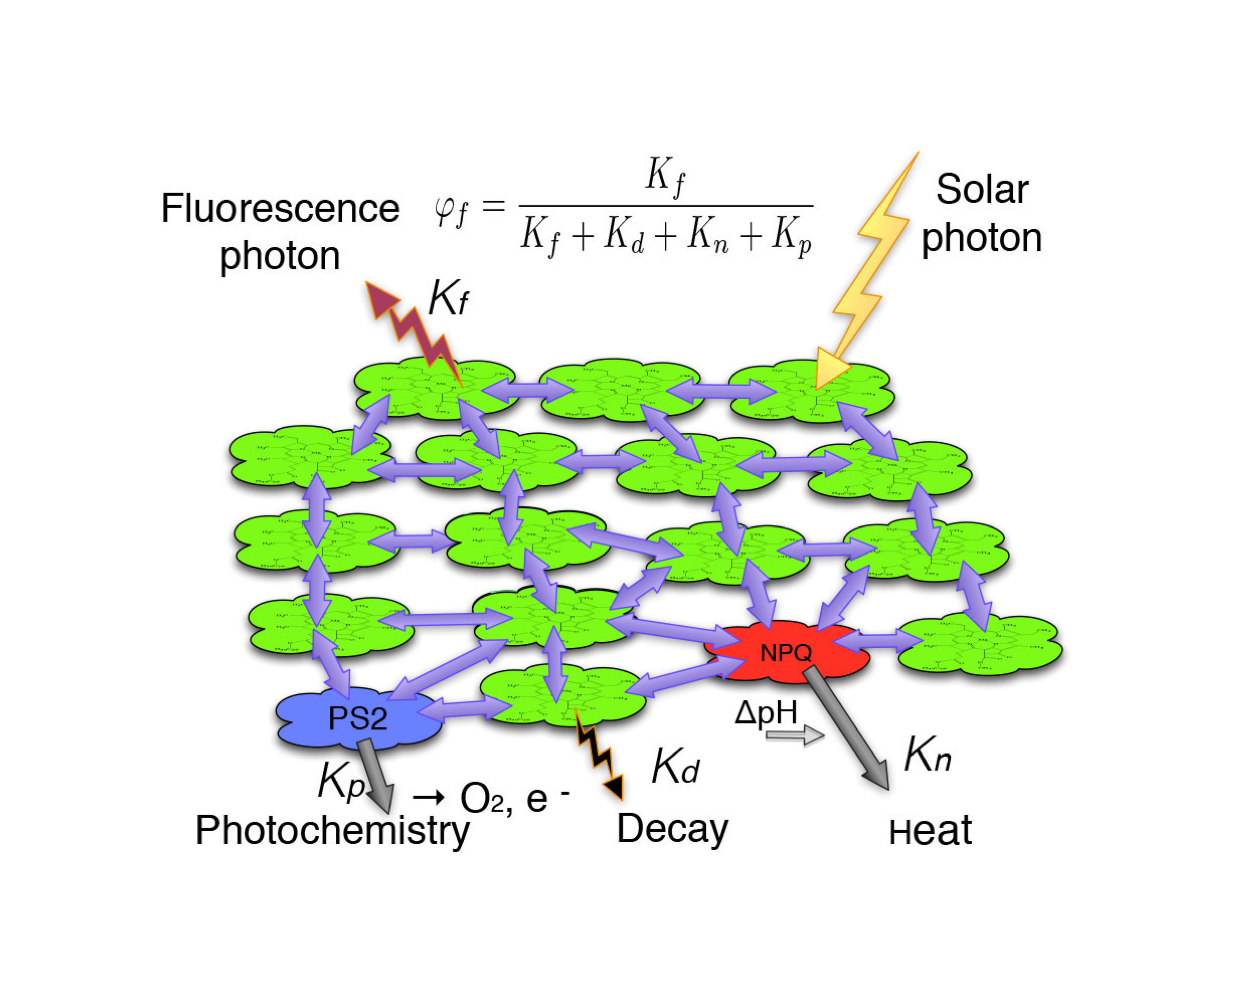 Fluorescence
photon
φf = Kf / (Kf + Kd + Kn + Kp)
Solar
photon
Kf
NPQ
PS2
ΔpH
Kp
→ O2, e -
Kd
Kn
Photochemistry
Decay
Heat